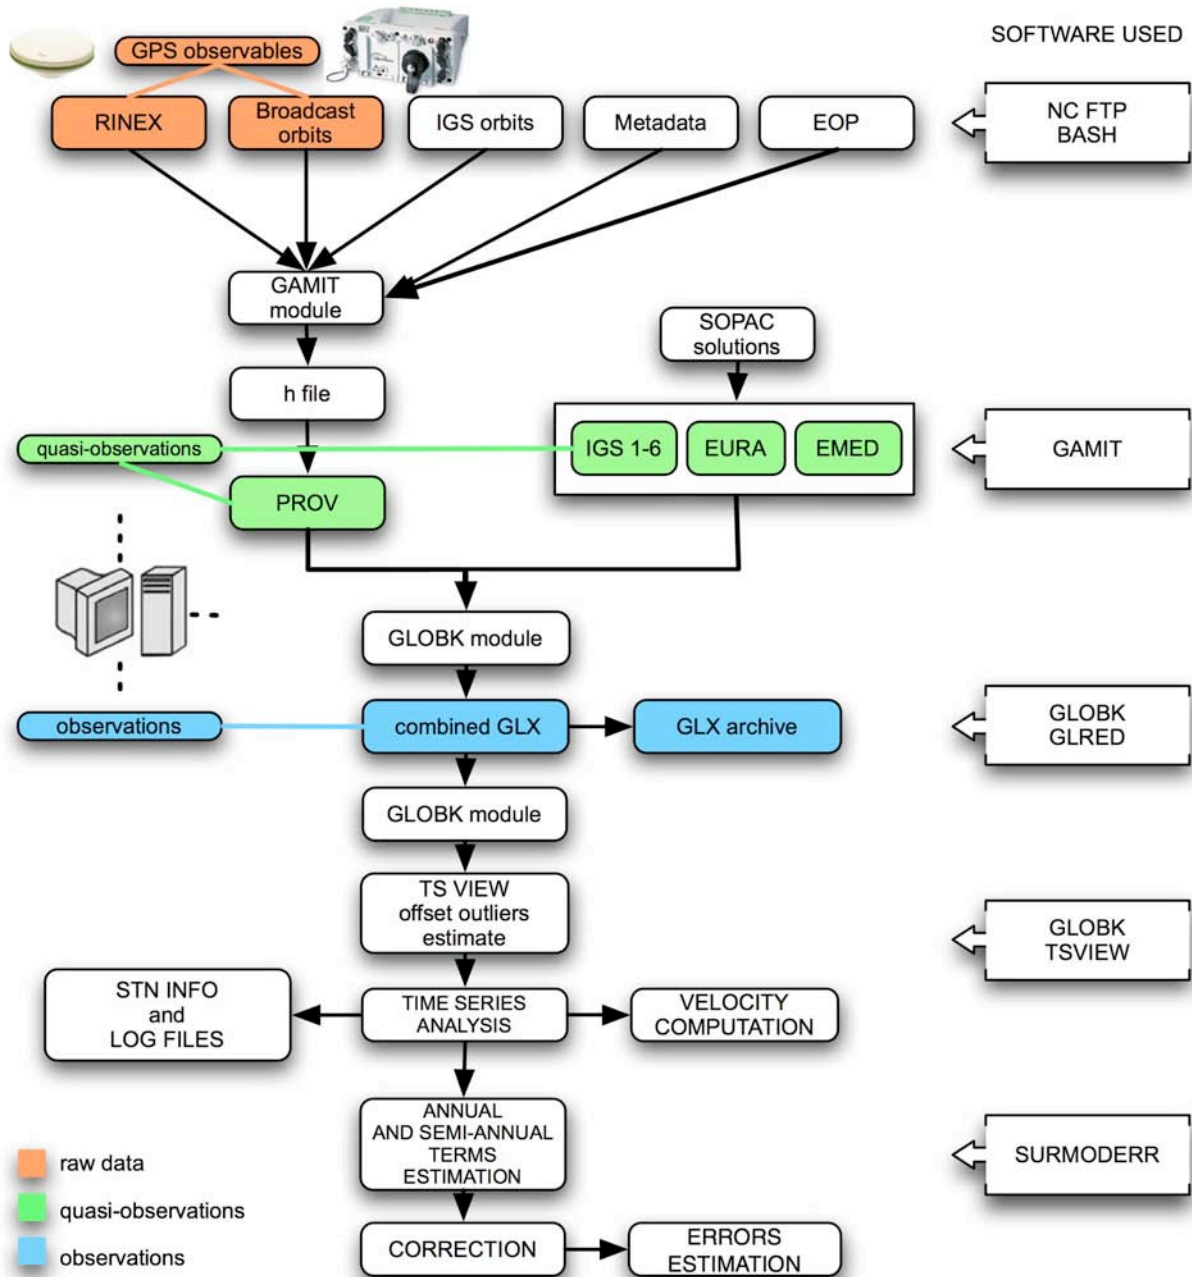 SOFTWARE USED
GPS observables
RINEX
Broadcast
orbits
IGS orbits
Metadata
EOP
NC FTP
BASH
GAMIT
module
SOPAC
solutions
h file
quasi-observations
IGS 1-6
EURA
EMED
GAMIT
PROV
GLOBK module
observations
combined GLX
GLX archive
GLOBK
GLRED
GLOBK module
TS VIEW
offset outliers
estimate
GLOBK
TSVIEW
STN INFO
and
LOG FILES
TIME SERIES
ANALYSIS
VELOCITY
COMPUTATION
ANNUAL
AND SEMI-ANNUAL
TERMS
ESTIMATION
SURMODERR
raw data
quasi-observations
observations
CORRECTION
ERRORS
ESTIMATION